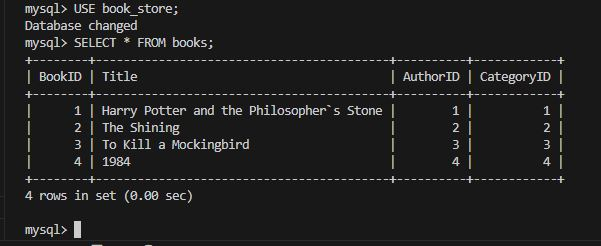 mysql> USE book_store;
Database changed
mysql> SELECT * FROM books;
+--------+------------------------------------------+----------+------------+
| BookID | Title                                    | AuthorID | CategoryID |
+--------+------------------------------------------+----------+------------+
|      1 | Harry Potter and the Philosopher`s Stone |        1 |          1 |
|      2 | The Shining                              |        2 |          2 |
|      3 | To Kill a Mockingbird                    |        3 |          3 |
|      4 | 1984                                     |        4 |          4 |
+--------+------------------------------------------+----------+------------+
4 rows in set (0.00 sec)
mysql>